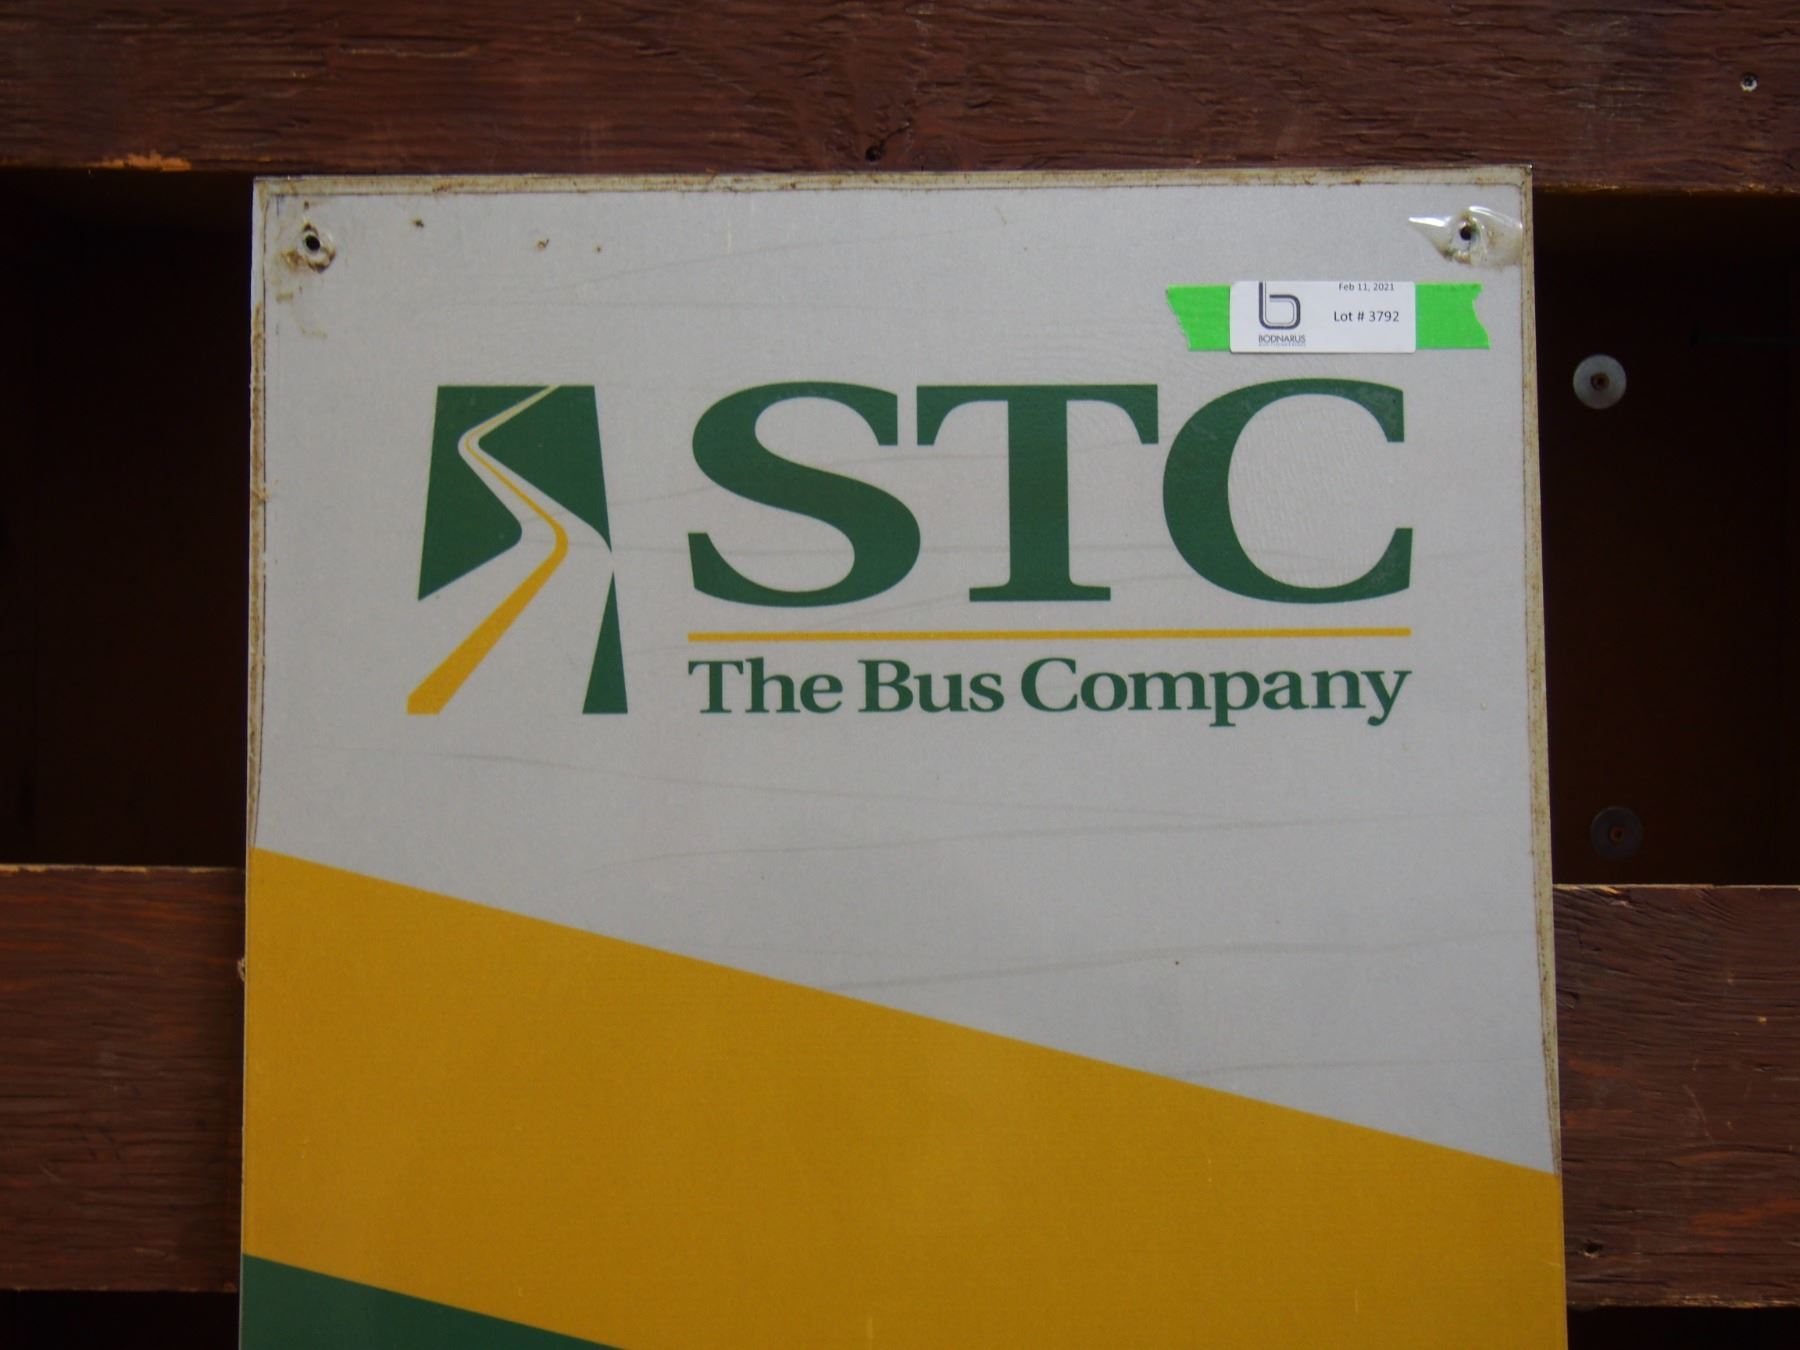 Feb 11, 2021
Lot # 3792
BODNARUS
STC
The Bus Company